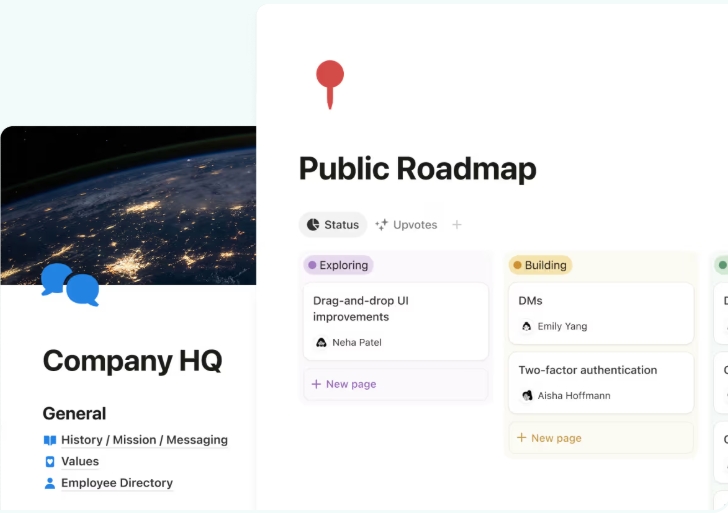 Public Roadmap
Status
Upvotes
Exploring
Drag-and-drop UI
improvements
Neha Patel
+ New page
Building
DMs
Emily Yang
Two-factor authentication
Aisha Hoffmann
+ New page
Company HQ
General
History / Mission / Messaging
Values
Employee Directory